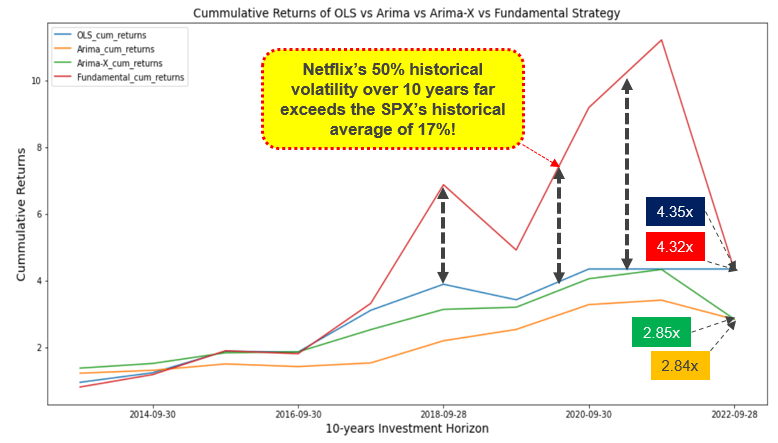 Cummulative Returns of OLS vs Arima vs Arima-X vs Fundamental Strategy
OLS_cum_returns
Arima_cum_returns
Arima-X_cum_returns
Fundamental_cum_returns
Netflix's 50% historical
volatility over 10 years far
exceeds the SPX's historical
average of 17%!
Cummulative Returns
10
8
6
4
2
4.35x
4.32x
2.85x
2.84x
2014-09-30
2016-09-30
2018-09-28
2020-09-30
2022-09-28
10-years Investment Horizon